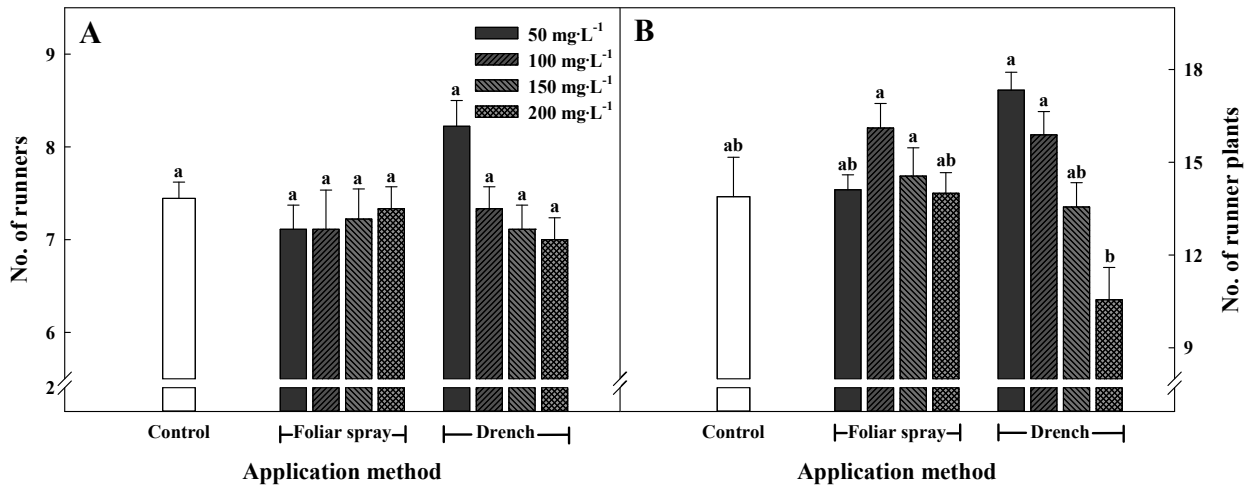 A
50 mg·L⁻¹
100 mg·L⁻¹
150 mg·L⁻¹
200 mg·L⁻¹
No. of runners
9
8
7
6
2
a
a
a
a
a
a
a
a
a
Control
Foliar spray
Drench
Application method
B
ab
ab
a
a
ab
a
a
ab
b
18
15
12
9
No. of runner plants
Control
Foliar spray
Drench
Application method